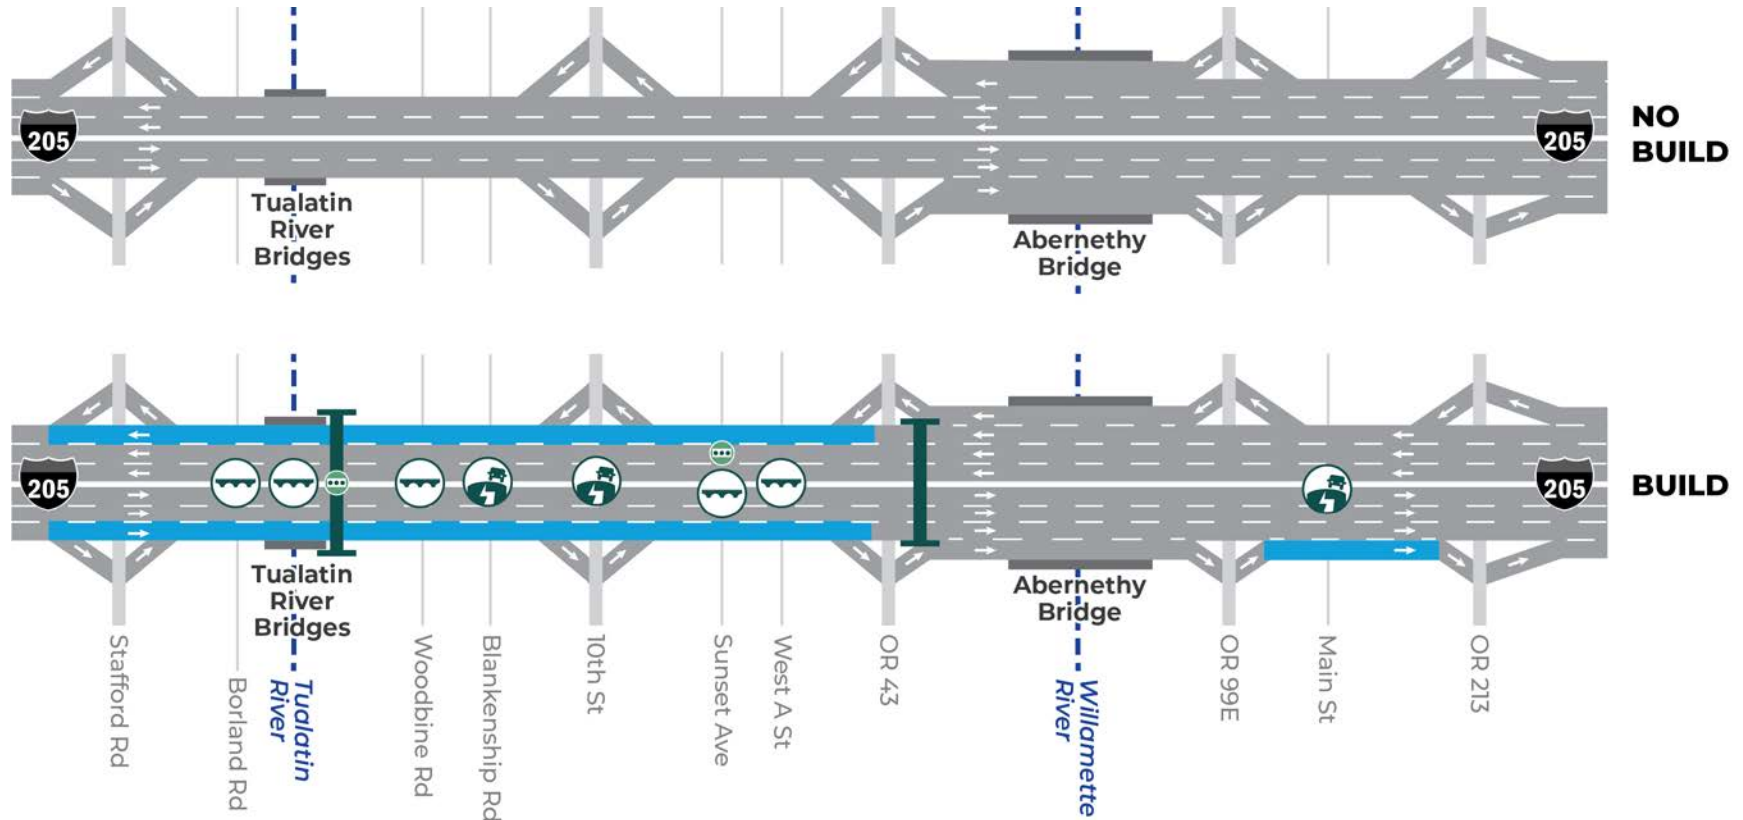 205
205
NO
BUILD
Tualatin
River
Bridges
Abernethy
Bridge
205
205
BUILD
Tualatin
River
Bridges
Abernethy
Bridge
Stafford Rd
Borland Rd
Tualatin
River
Woodbine Rd
Blankenship Rd
10th St
Sunset Ave
West A St
OR 43
Willamette
River
OR 99E
Main St
OR 213